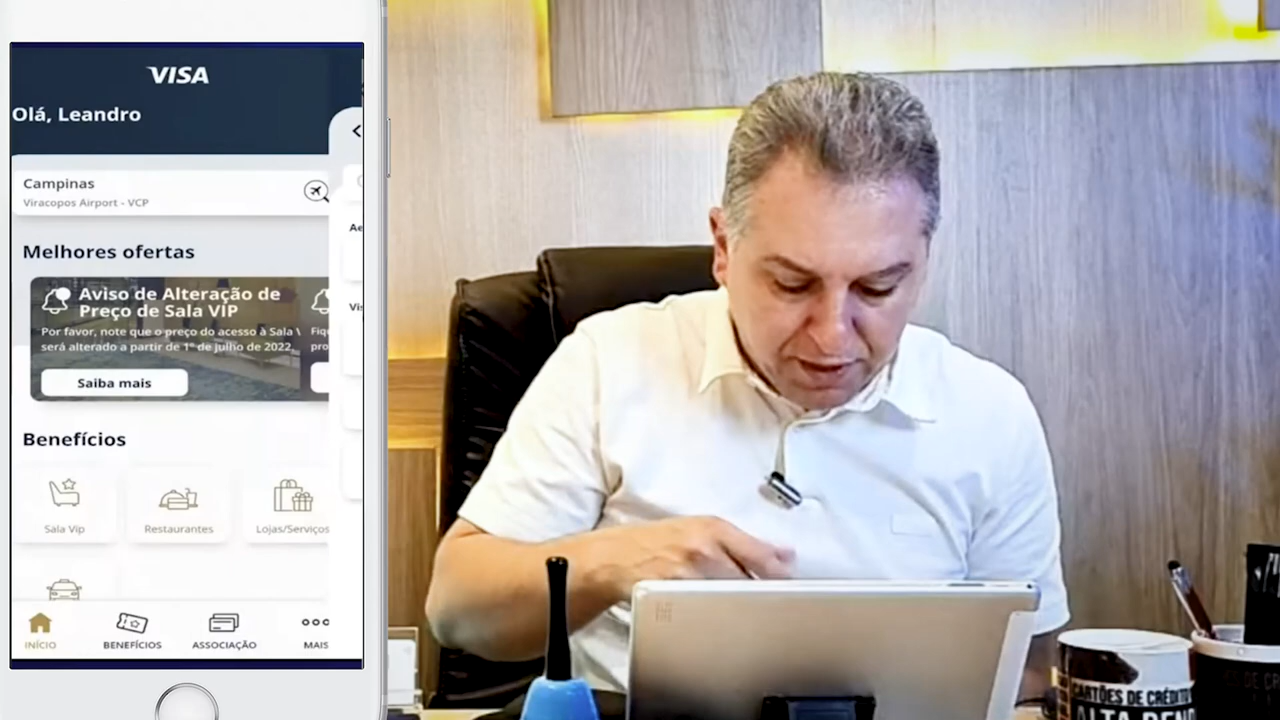 VISA
Olá, Leandro
Campinas
Viracopos Airport - VCP
Melhores ofertas
Aviso de Alteração de
Preço de Sala VIP
Por favor, note que o preço do acesso à Sala
será alterado a partir de 1º de julho de 2022.
Saiba mais
Benefícios
Sala Vip
Restaurantes
Lojas/Serviços
INÍCIO
BENEFÍCIOS
ASSOCIAÇÃO
MAIS
CARTÕES DE CRÉDITO
ALTA